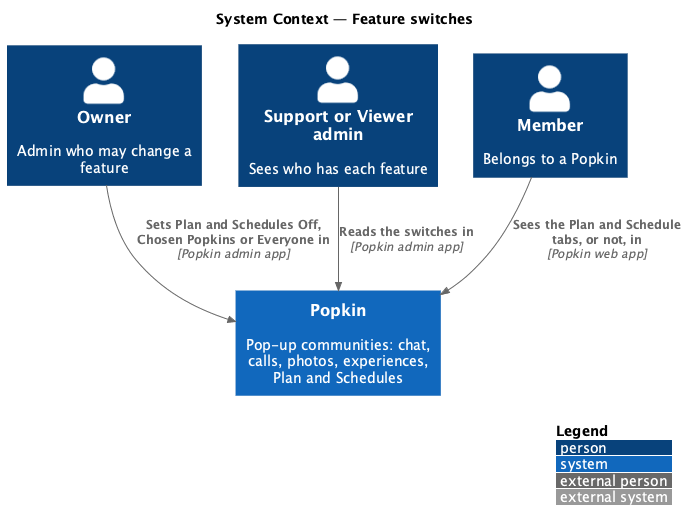 System Context — Feature switches
Owner
Admin who may change a
feature
Support or Viewer
admin
Sees who has each feature
Member
Belongs to a Popkin
Sets Plan and Schedules Off,
Chosen Popkins or Everyone in
[Popkin admin app]
Reads the switches in
[Popkin admin app]
Sees the Plan and Schedule
tabs, or not, in
[Popkin web app]
Popkin
Pop-up communities: chat,
calls, photos, experiences,
Plan and Schedules
Legend
person
system
external person
external system